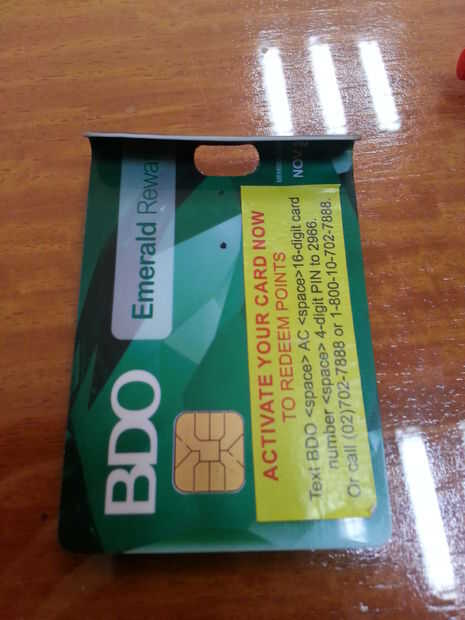 BDO
Emerald Rewa
NOV
ACTIVATE YOUR CARD NOW
TO REDEEM POINTS
Text BDO <space> AC <space>16-digit card
number <space> 4-digit PIN to 2966.
Or call (02)702-7888 or 1-800-10-702-7888.